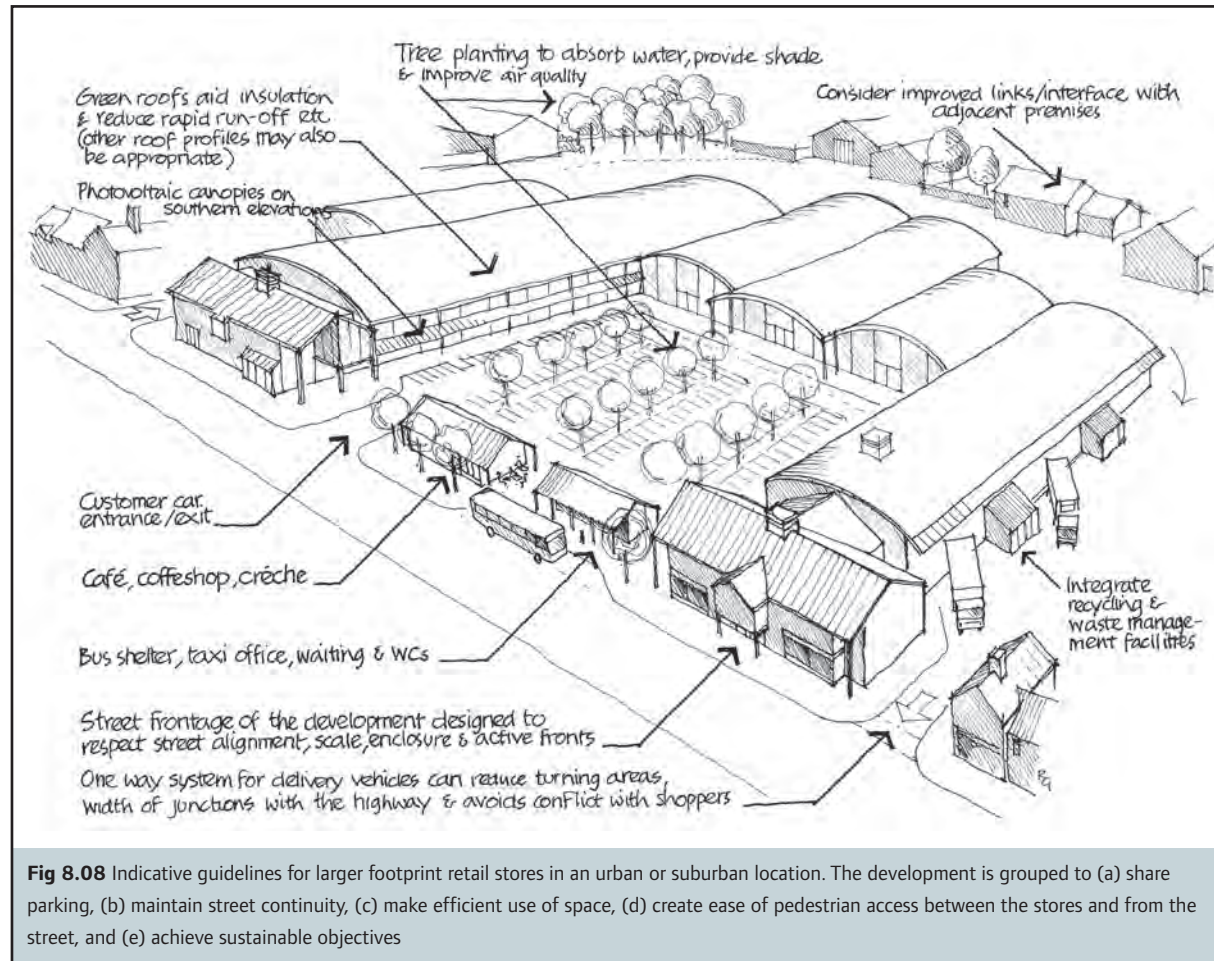 Tree planting to absorb water, provide shade
& improve air quality
Green roofs aid insulation
& reduce rapid run-off etc
(other roof profiles may also
be appropriate)
Photovoltaic canopies on
southern elevations
Consider improved links/interface with
adjacent premises
Customer car
entrance/exit
Café, coffeshop, crèche
Bus shelter, taxi office, waiting & WCs
Integrate
recycling &
waste manage-
ment facilities
Street frontage of the development designed to
respect street alignment, scale, enclosure & active fronts
One way system for delivery vehicles can reduce turning areas,
width of junctions with the highway & avoids conflict with shoppers
Fig 8.08 Indicative guidelines for larger footprint retail stores in an urban or suburban location. The development is grouped to (a) share
parking, (b) maintain street continuity, (c) make efficient use of space, (d) create ease of pedestrian access between the stores and from the
street, and (e) achieve sustainable objectives